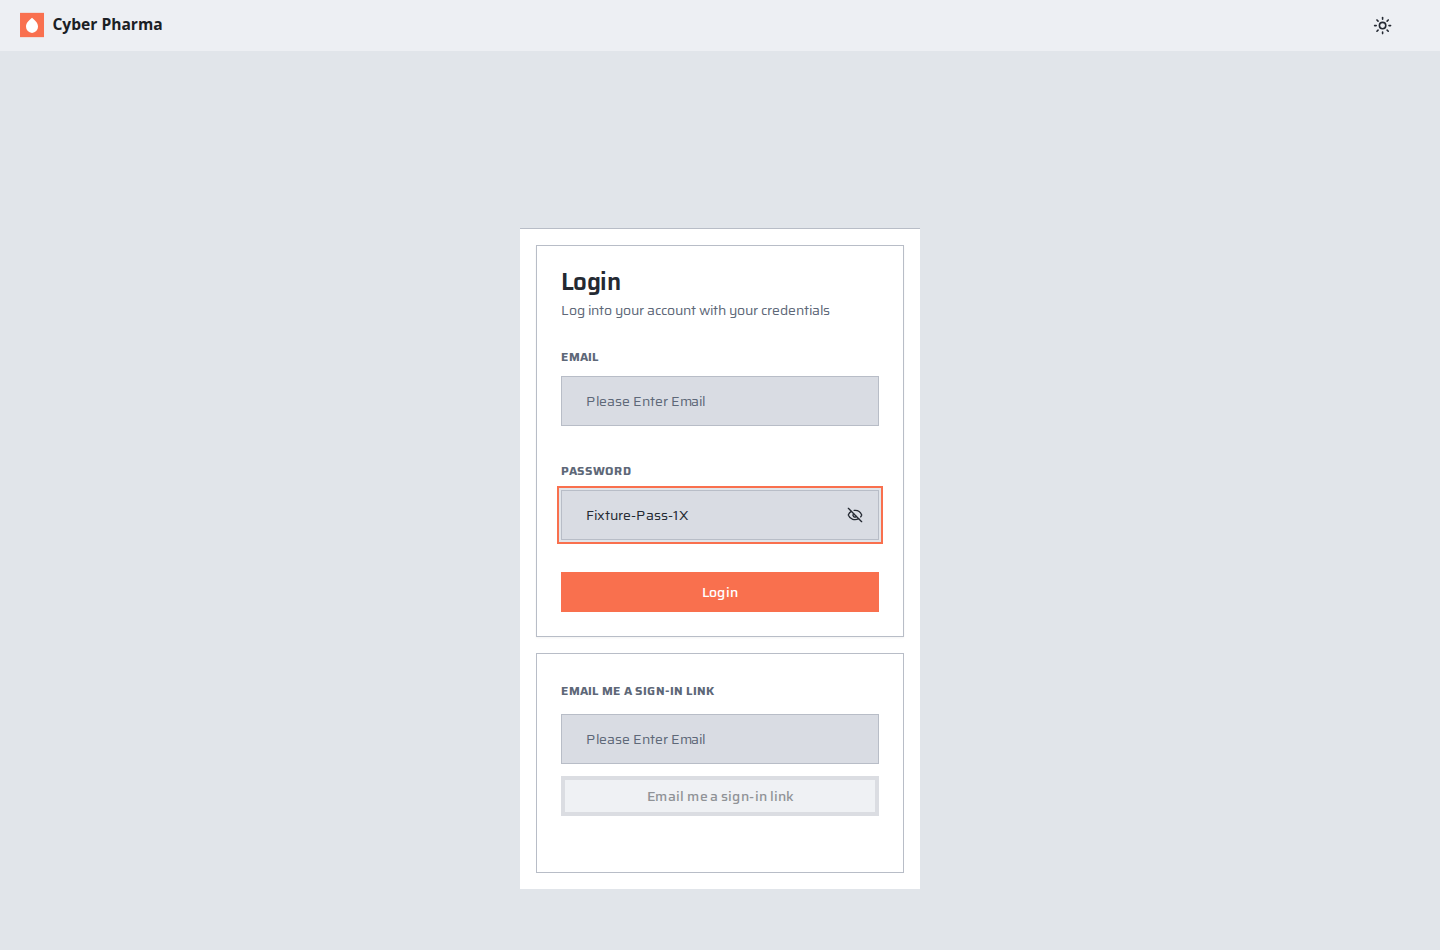 Cyber Pharma
Login
Log into your account with your credentials
EMAIL
Please Enter Email
PASSWORD
Fixture-Pass-1X
Login
EMAIL ME A SIGN-IN LINK
Please Enter Email
Email me a sign-in link